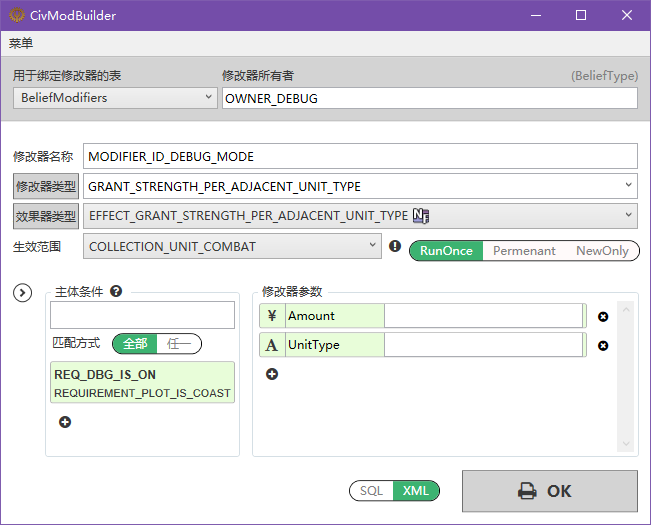 CivModBuilder
菜单
用于绑定修改器的表
修改器所有者
(BeliefType)
BeliefModifiers
OWNER_DEBUG
修改器名称
MODIFIER_ID_DEBUG_MODE
修改器类型
GRANT_STRENGTH_PER_ADJACENT_UNIT_TYPE
效果器类型
EFFECT_GRANT_STRENGTH_PER_ADJACENT_UNIT_TYPE
生效范围
COLLECTION_UNIT_COMBAT
RunOnce
Permenant
NewOnly
主体条件
匹配方式
全部
任一
REQ_DBG_IS_ON
REQUIREMENT_PLOT_IS_COAST
修改器参数
¥ Amount
A UnitType
SQL
XML
OK